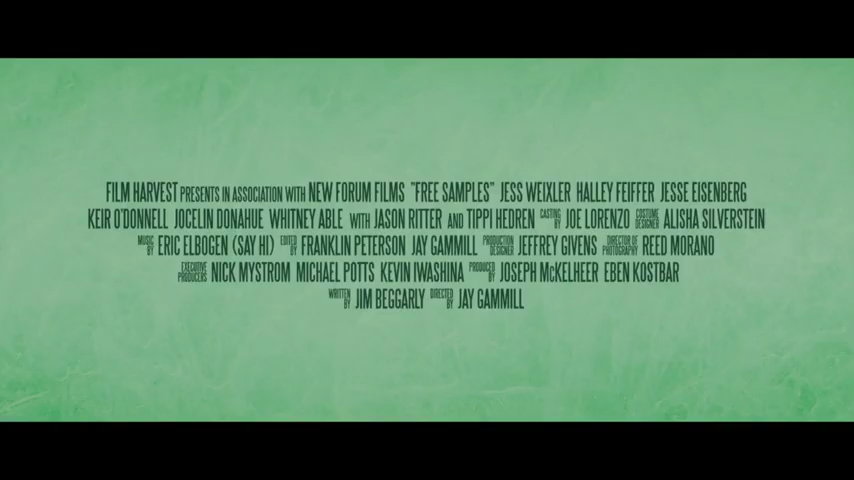 FILM HARVEST PRESENTS IN ASSOCIATION WITH NEW FORUM FILMS "FREE SAMPLES" JESS WEIXLER HALLEY FEIFFER JESSE EISENBERG
KEIR O'DONNELL JOCELIN DONAHUE WHITNEY ABLE WITH JASON RITTER AND TIPPI HEDREN CASTING BY JOE LORENZO COSTUME DESIGNER ALISHA SILVERSTEIN
MUSIC BY ERIC ELBOGEN (SAY HI) EDITED BY FRANKLIN PETERSON JAY GAMMILL PRODUCTION DESIGNER JEFFREY GIVENS DIRECTOR OF PHOTOGRAPHY REED MORANO
EXECUTIVE PRODUCERS NICK MYSTROM MICHAEL POTTS KEVIN IWASHINA PRODUCED BY JOSEPH McKELHEER EBEN KOSTBAR
WRITTEN BY JIM BEGGARLY DIRECTED BY JAY GAMMILL